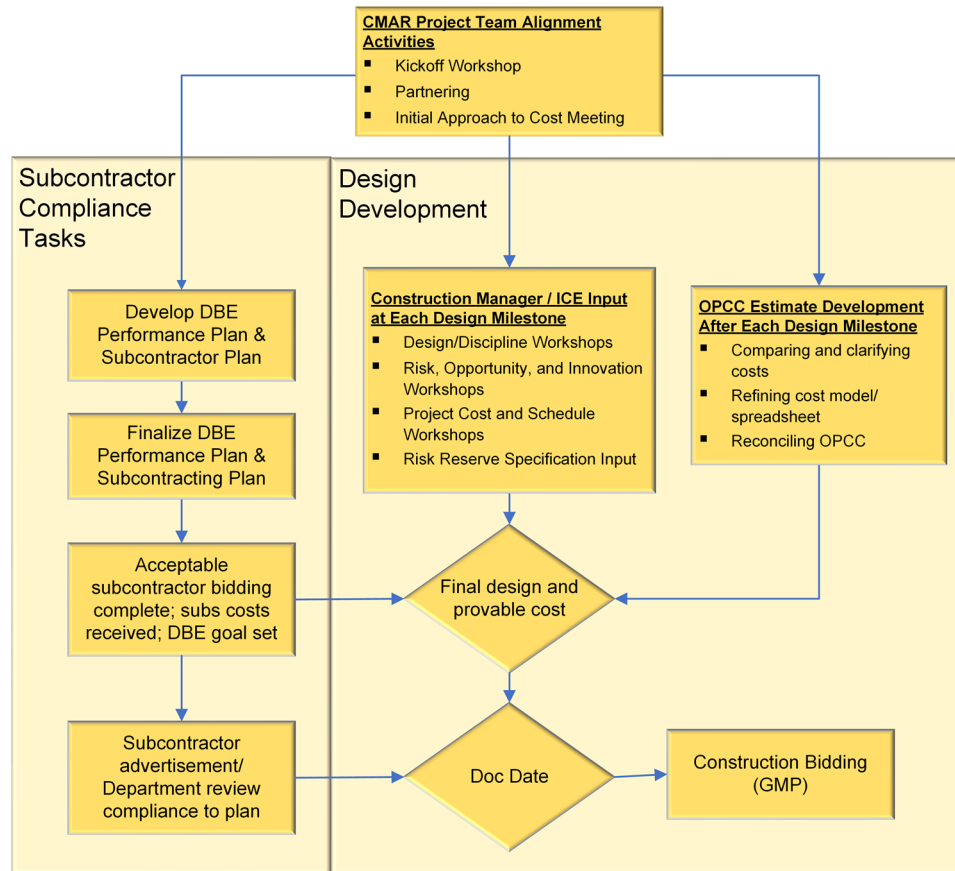 CMAR Project Team Alignment
Activities
▪ Kickoff Workshop
▪ Partnering
▪ Initial Approach to Cost Meeting
Subcontractor
Compliance
Tasks
Design
Development
Develop DBE
Performance Plan &
Subcontractor Plan
Construction Manager / ICE Input
at Each Design Milestone
▪ Design/Discipline Workshops
▪ Risk, Opportunity, and Innovation
Workshops
▪ Project Cost and Schedule
Workshops
▪ Risk Reserve Specification Input
OPCC Estimate Development
After Each Design Milestone
▪ Comparing and clarifying
costs
▪ Refining cost model/
spreadsheet
▪ Reconciling OPCC
Finalize DBE
Performance Plan &
Subcontracting Plan
Acceptable
subcontractor bidding
complete; subs costs
received; DBE goal set
Final design and
provable cost
Subcontractor
advertisement/
Department review
compliance to plan
Doc Date
Construction Bidding
(GMP)